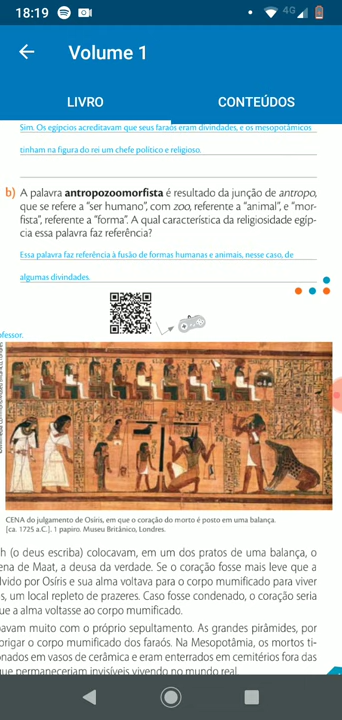 18:19
4G
Volume 1
LIVRO
CONTEÚDOS
Sim. Os egípcios acreditavam que seus faraós eram divindades, e os mesopotâmicos
tinham na figura do rei um chefe político e religioso.
b) A palavra antropozoomorfista é resultado da junção de antropo,
que se refere a "ser humano", com zoo, referente a "animal", e "mor-
fista", referente a "forma". A qual característica da religiosidade egíp-
cia essa palavra faz referência?
Essa palavra faz referência à fusão de formas humanas e animais, nesse caso, de
algumas divindades.
ofessor.
CENA do julgamento de Osíris, em que o coração do morto é posto em uma balança.
[ca. 1725 a.C.]. 1 papiro. Museu Britânico, Londres.
h (o deus escriba) colocavam, em um dos pratos de uma balança, o
ena de Maat, a deusa da verdade. Se o coração fosse mais leve que a
lvido por Osíris e sua alma voltava para o corpo mumificado para viver
s, um local repleto de prazeres. Caso fosse condenado, o coração seria
ue a alma voltasse ao corpo mumificado.
avam muito com o próprio sepultamento. As grandes pirâmides, por
brigar o corpo mumificado dos faraós. Na Mesopotâmia, os mortos ti-
onados em vasos de cerâmica e eram enterrados em cemitérios fora das
que permaneceriam invisíveis vivendo no mundo real.